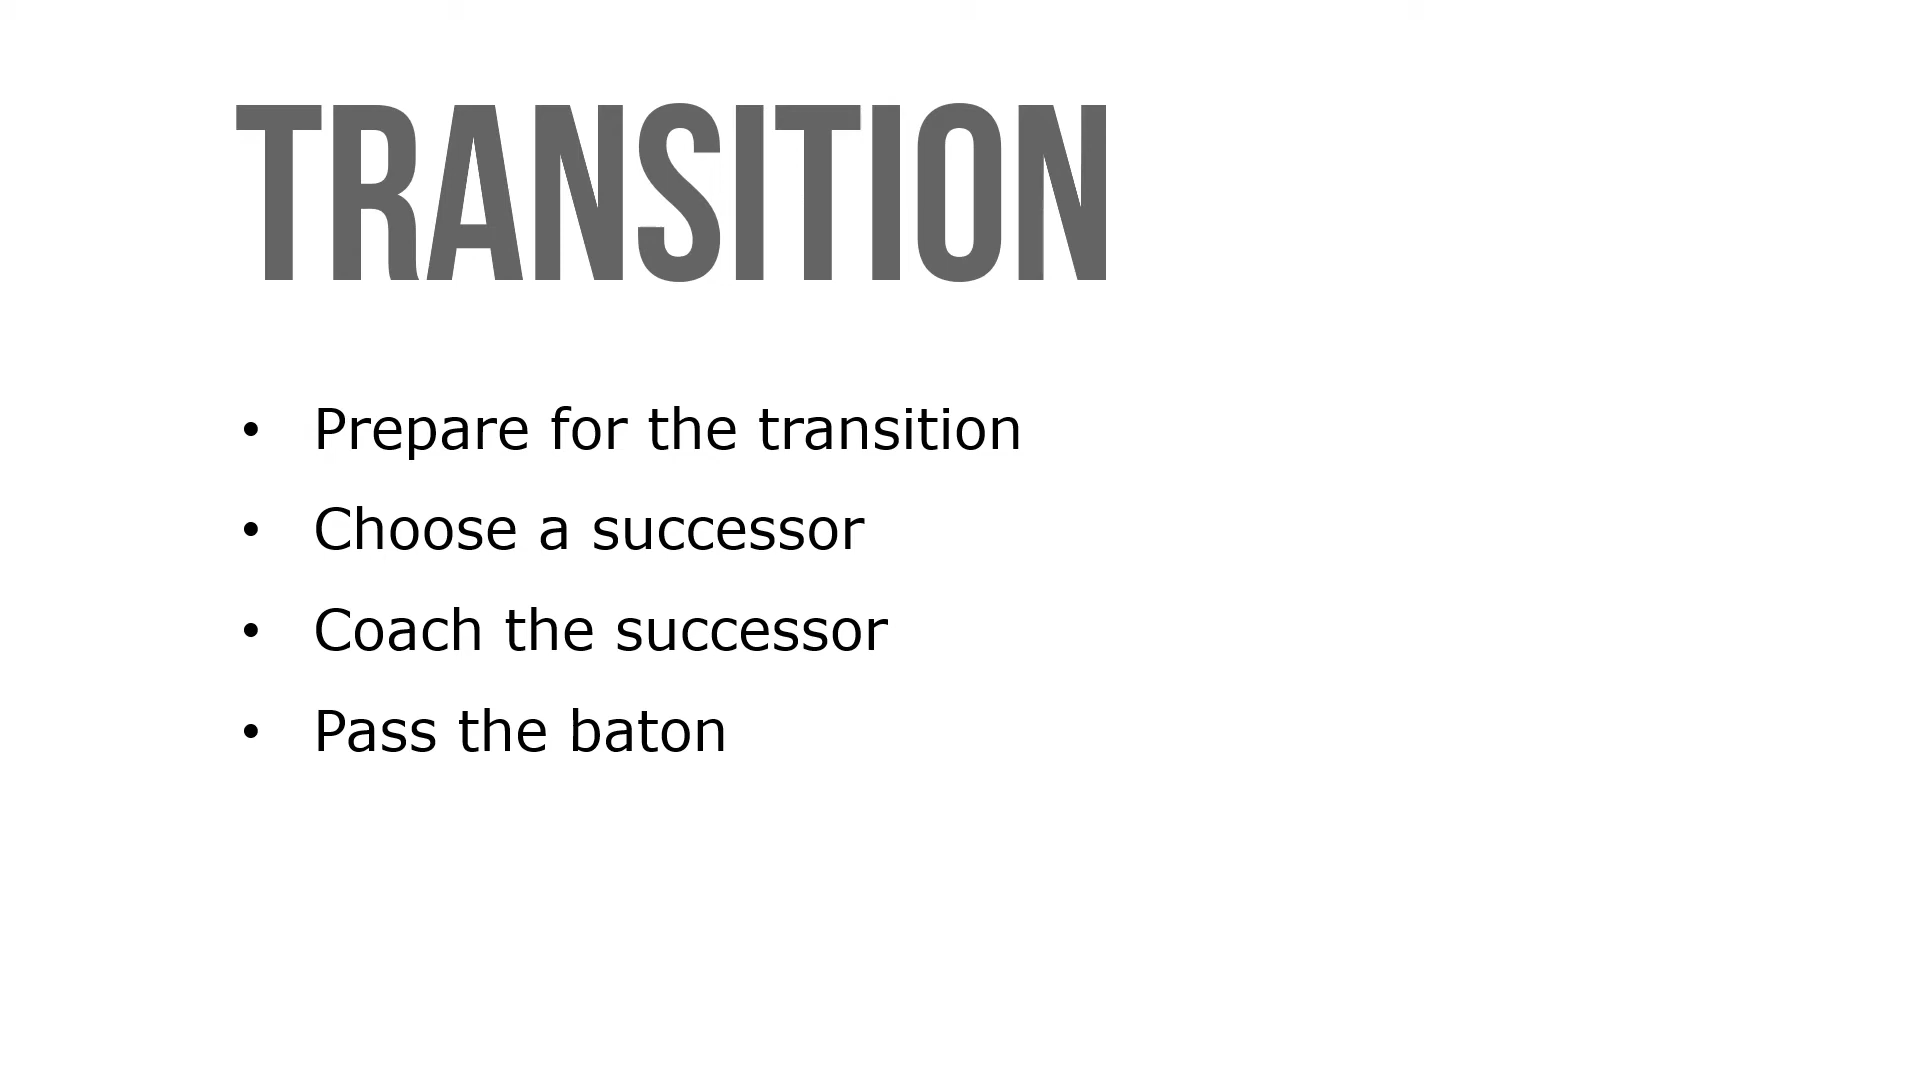 TRANSITION
• Prepare for the transition
• Choose a successor
• Coach the successor
• Pass the baton